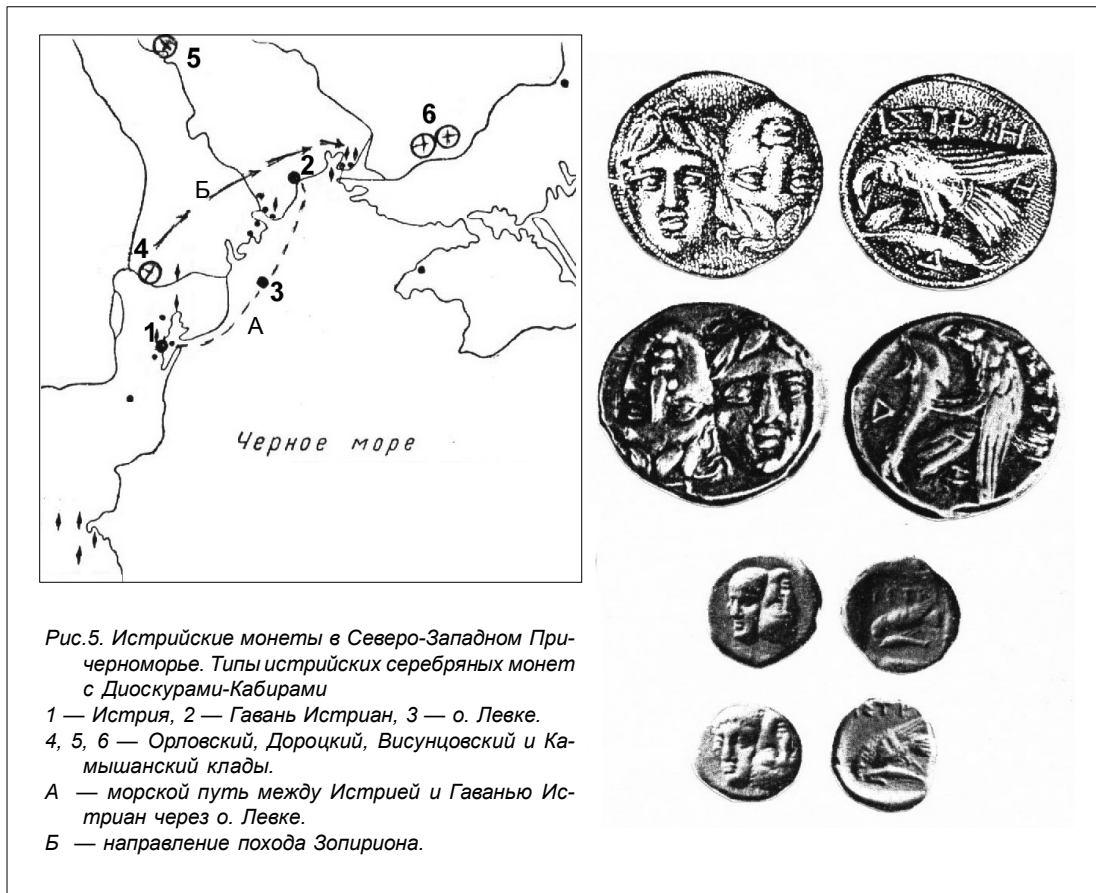 5
6
2
Б
4
3
А
1
Черное море
ΙΣΤΡΙΗ
Δ
Рис.5. Истрийские монеты в Северо-Западном При-
черноморье. Типы истрийских серебряных монет
с Диоскурами-Кабирами
1 — Истрия, 2 — Гавань Истриан, 3 — о. Левке.
4, 5, 6 — Орловский, Дороцкий, Висунцовский и Ка-
мышанский клады.
А — морской путь между Истрией и Гаванью Ис-
триан через о. Левке.
Б — направление похода Зопириона.